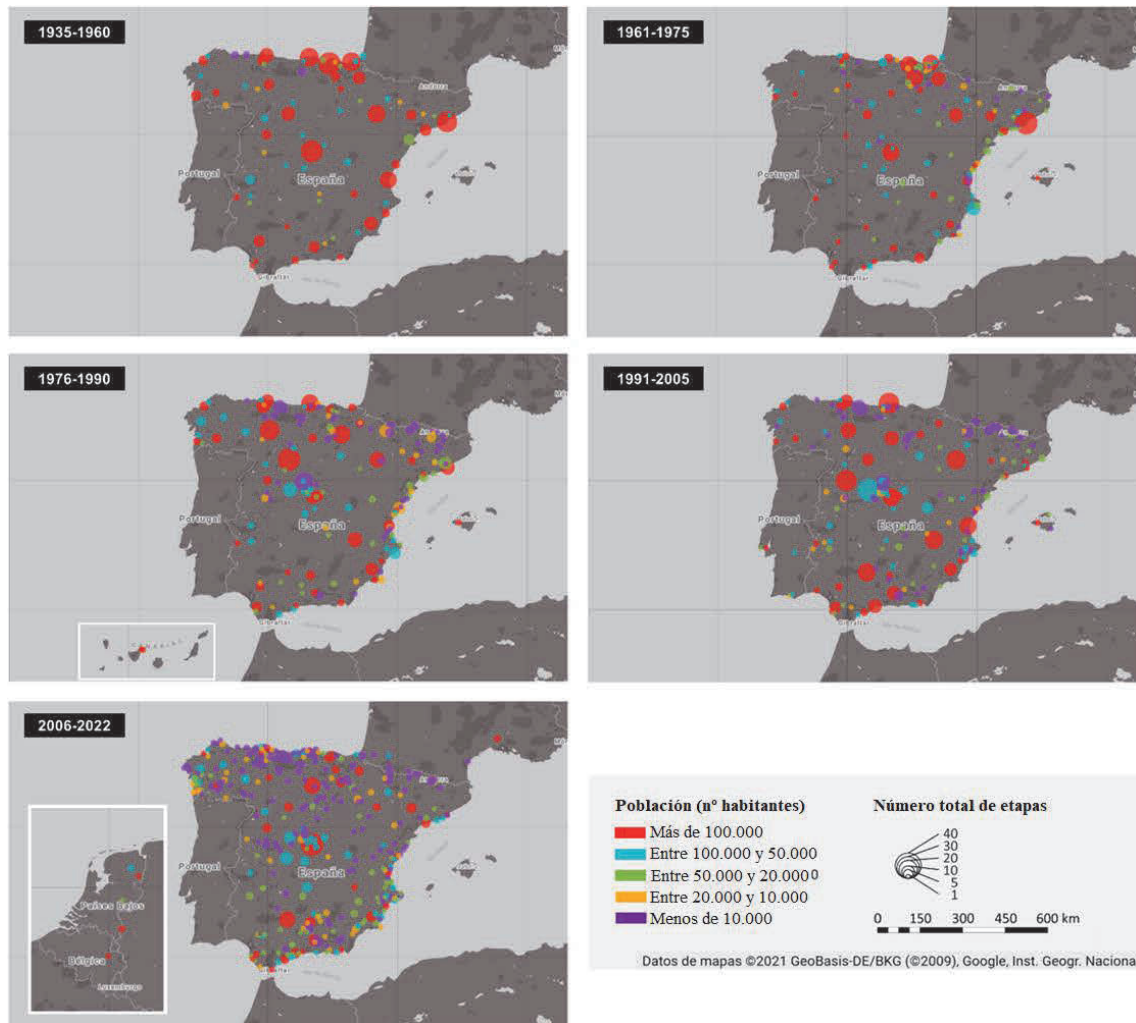 1935-1960
Andorra
Portugal
España
Gibraltar
1961-1975
Andorra
Portugal
España
Gibraltar
1976-1990
Portugal
España
Gibraltar
CANARIAS
1991-2005
Portugal
España
Gibraltar
2006-2022
Portugal
España
Gibraltar
Países Bajos
Bélgica
Luxemburgo
Población (nº habitantes)
Más de 100.000
Entre 100.000 y 50.000
Entre 50.000 y 20.000
Entre 20.000 y 10.000
Menos de 10.000
Número total de etapas
40
30
20
10
5
1
0 150 300 450 600 km
Datos de mapas ©2021 GeoBasis-DE/BKG (©2009), Google, Inst. Geogr. Naciona